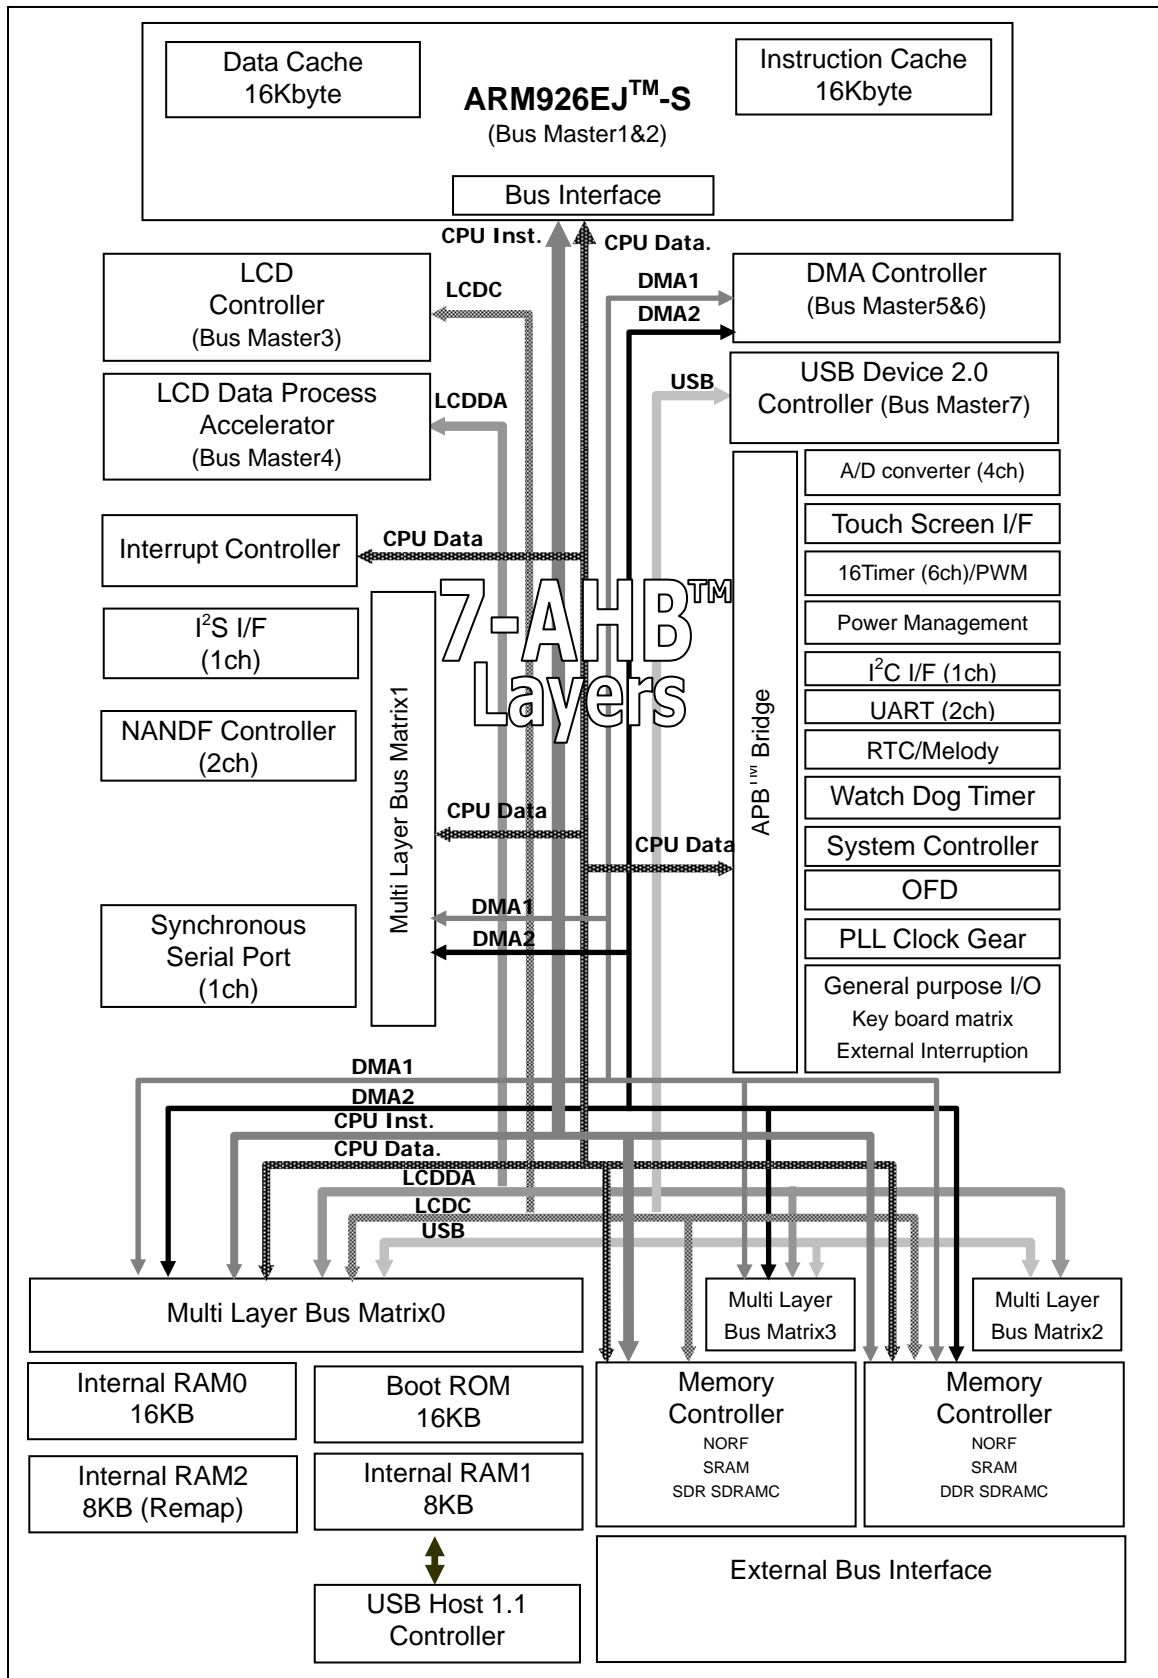 Data Cache
16Kbyte
ARM926EJ™-S
(Bus Master1&2)
Instruction Cache
16Kbyte
Bus Interface
CPU Inst.
CPU Data.
LCD
Controller
(Bus Master3)
LCDC
DMA1
DMA2
DMA Controller
(Bus Master5&6)
LCD Data Process
Accelerator
(Bus Master4)
LCDDA
USB
USB Device 2.0
Controller (Bus Master7)
Interrupt Controller
CPU Data
I²S I/F
(1ch)
NANDF Controller
(2ch)
Synchronous
Serial Port
(1ch)
Multi Layer Bus Matrix1
7-AHB™
Layers
CPU Data
CPU Data
DMA1
DMA2
APB™ Bridge
A/D converter (4ch)
Touch Screen I/F
16Timer (6ch)/PWM
Power Management
I²C I/F (1ch)
UART (2ch)
RTC/Melody
Watch Dog Timer
System Controller
OFD
PLL Clock Gear
General purpose I/O
Key board matrix
External Interruption
DMA1
DMA2
CPU Inst.
CPU Data.
LCDDA
LCDC
USB
Multi Layer Bus Matrix0
Multi Layer
Bus Matrix3
Multi Layer
Bus Matrix2
Internal RAM0
16KB
Boot ROM
16KB
Internal RAM2
8KB (Remap)
Internal RAM1
8KB
Memory
Controller
NORF
SRAM
SDR SDRAMC
Memory
Controller
NORF
SRAM
DDR SDRAMC
USB Host 1.1
Controller
External Bus Interface